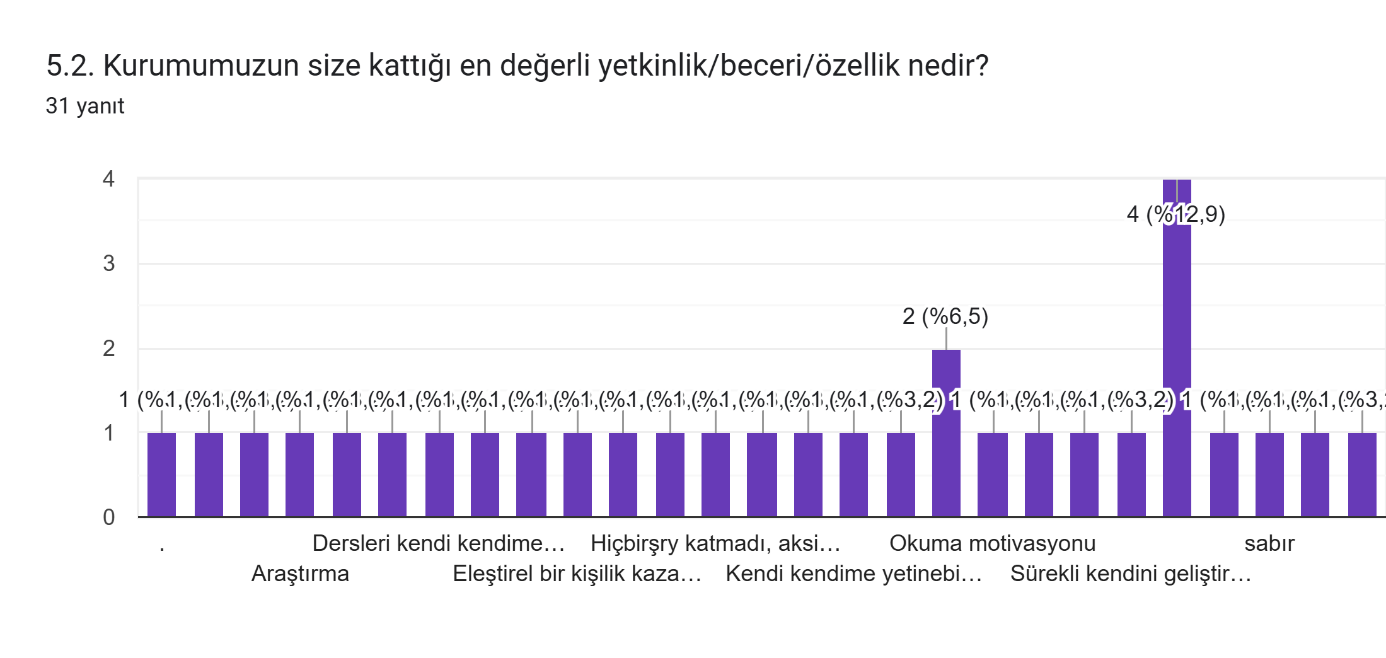 5.2. Kurumumuzun size kattığı en değerli yetkinlik/beceri/özellik nedir?
31 yanıt
4
4 (%12,9)
3
2 (%6,5)
2
1
0
.
Dersleri kendi kendime…
Hiçbirşry katmadı, aksi…
Okuma motivasyonu
sabır
Araştırma
Eleştirel bir kişilik kaza…
Kendi kendime yetinebi…
Sürekli kendini geliştir…